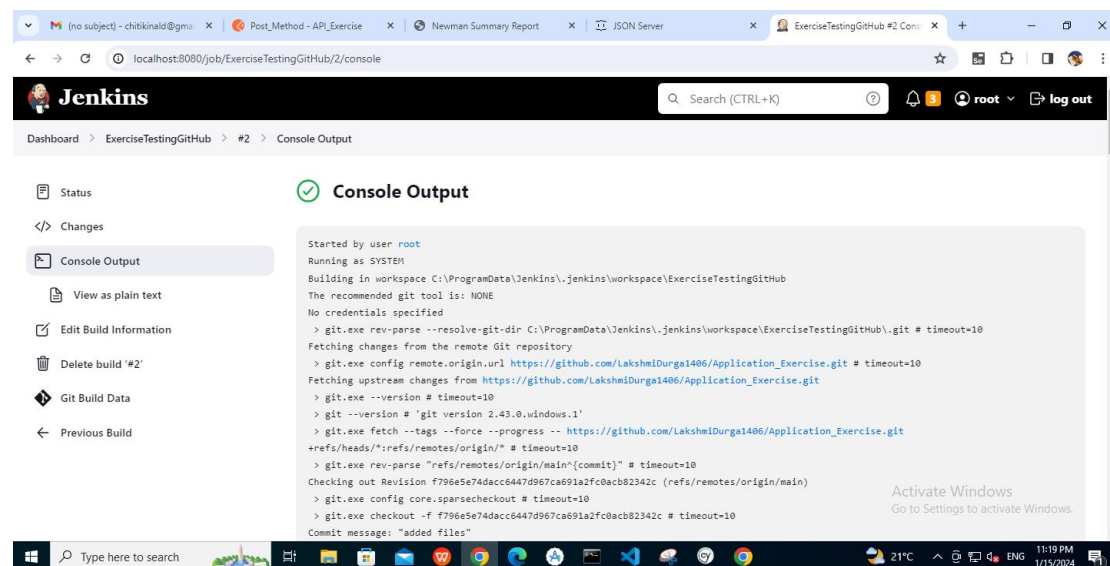 (no subject) - chitikinald@gma
Post_Method - API_Exercise
Newman Summary Report
JSON Server
ExerciseTestingGitHub #2 Cons
localhost:8080/job/ExerciseTestingGitHub/2/console
Jenkins
Search (CTRL+K)
3
root
log out
Dashboard > ExerciseTestingGitHub > #2 > Console Output
Status
Changes
Console Output
View as plain text
Edit Build Information
Delete build '#2'
Git Build Data
Previous Build
Console Output
Started by user root
Running as SYSTEM
Building in workspace C:\ProgramData\Jenkins\.jenkins\workspace\ExerciseTestingGitHub
The recommended git tool is: NONE
No credentials specified
> git.exe rev-parse --resolve-git-dir C:\ProgramData\Jenkins\.jenkins\workspace\ExerciseTestingGitHub\.git # timeout=10
Fetching changes from the remote Git repository
> git.exe config remote.origin.url https://github.com/LakshmiDurga1406/Application_Exercise.git # timeout=10
Fetching upstream changes from https://github.com/LakshmiDurga1406/Application_Exercise.git
> git.exe --version # timeout=10
> git --version # 'git version 2.43.0.windows.1'
> git.exe fetch --tags --force --progress -- https://github.com/LakshmiDurga1406/Application_Exercise.git
+refs/heads/*:refs/remotes/origin/* # timeout=10
> git.exe rev-parse "refs/remotes/origin/main^{commit}" # timeout=10
Checking out Revision f796e5e74dacc6447d967ca691a2fc0acb82342c (refs/remotes/origin/main)
> git.exe config core.sparsecheckout # timeout=10
> git.exe checkout -f f796e5e74dacc6447d967ca691a2fc0acb82342c # timeout=10
Commit message: "added files"
Activate Windows
Go to Settings to activate Windows.
Type here to search
21°C
ENG
11:19 PM
1/15/2024